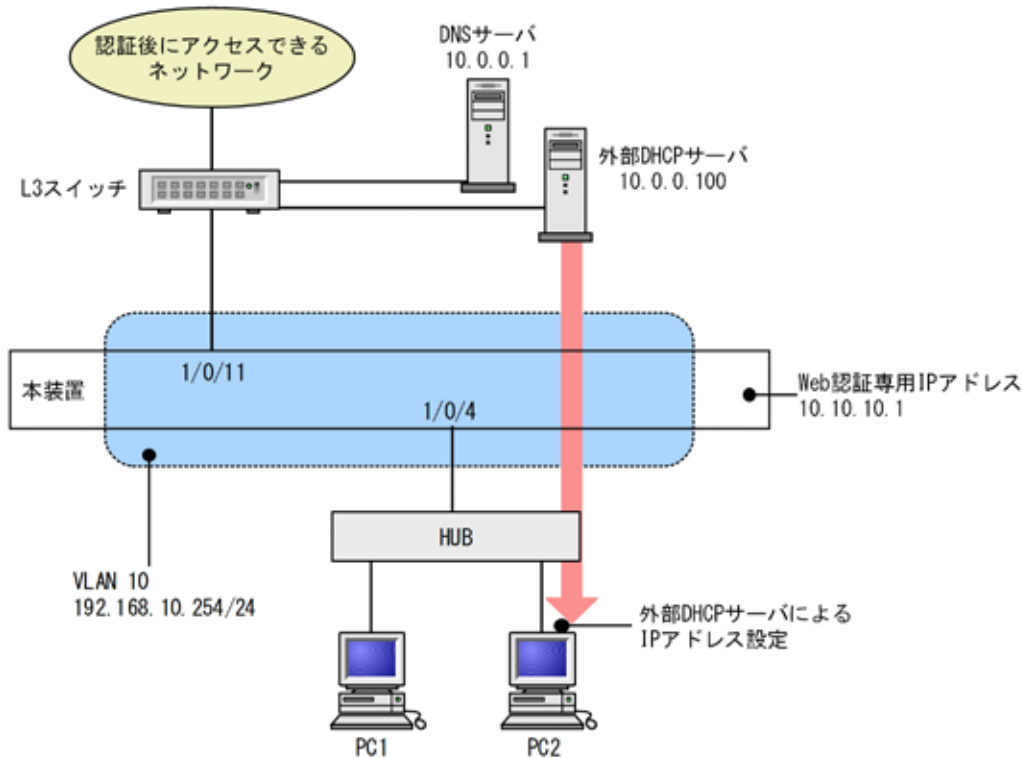 認証後にアクセスできる
ネットワーク
DNSサーバ
10.0.0.1
外部DHCPサーバ
10.0.0.100
L3スイッチ
本装置
1/0/11
1/0/4
Web認証専用IPアドレス
10.10.10.1
HUB
VLAN 10
192.168.10.254/24
外部DHCPサーバによる
IPアドレス設定
PC1
PC2